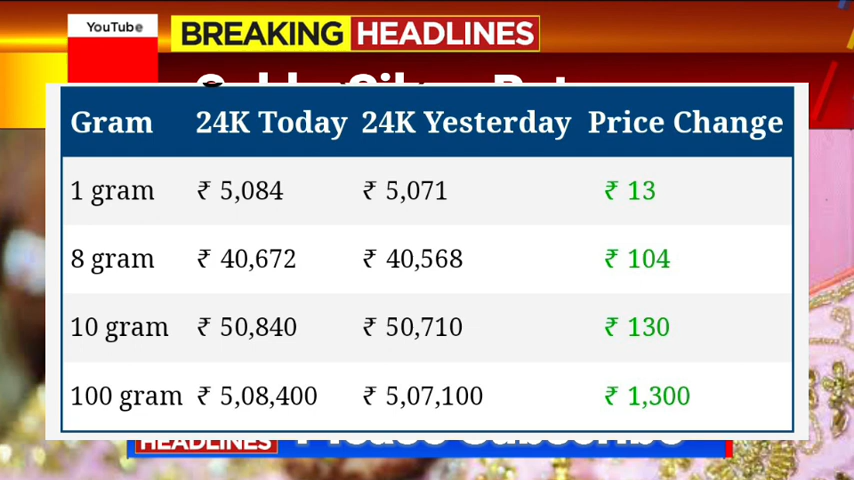 YouTube
BREAKING HEADLINES
Gram 24K Today 24K Yesterday Price Change
1 gram ₹ 5,084 ₹ 5,071 ₹ 13
8 gram ₹ 40,672 ₹ 40,568 ₹ 104
10 gram ₹ 50,840 ₹ 50,710 ₹ 130
100 gram ₹ 5,08,400 ₹ 5,07,100 ₹ 1,300
HEADLINES